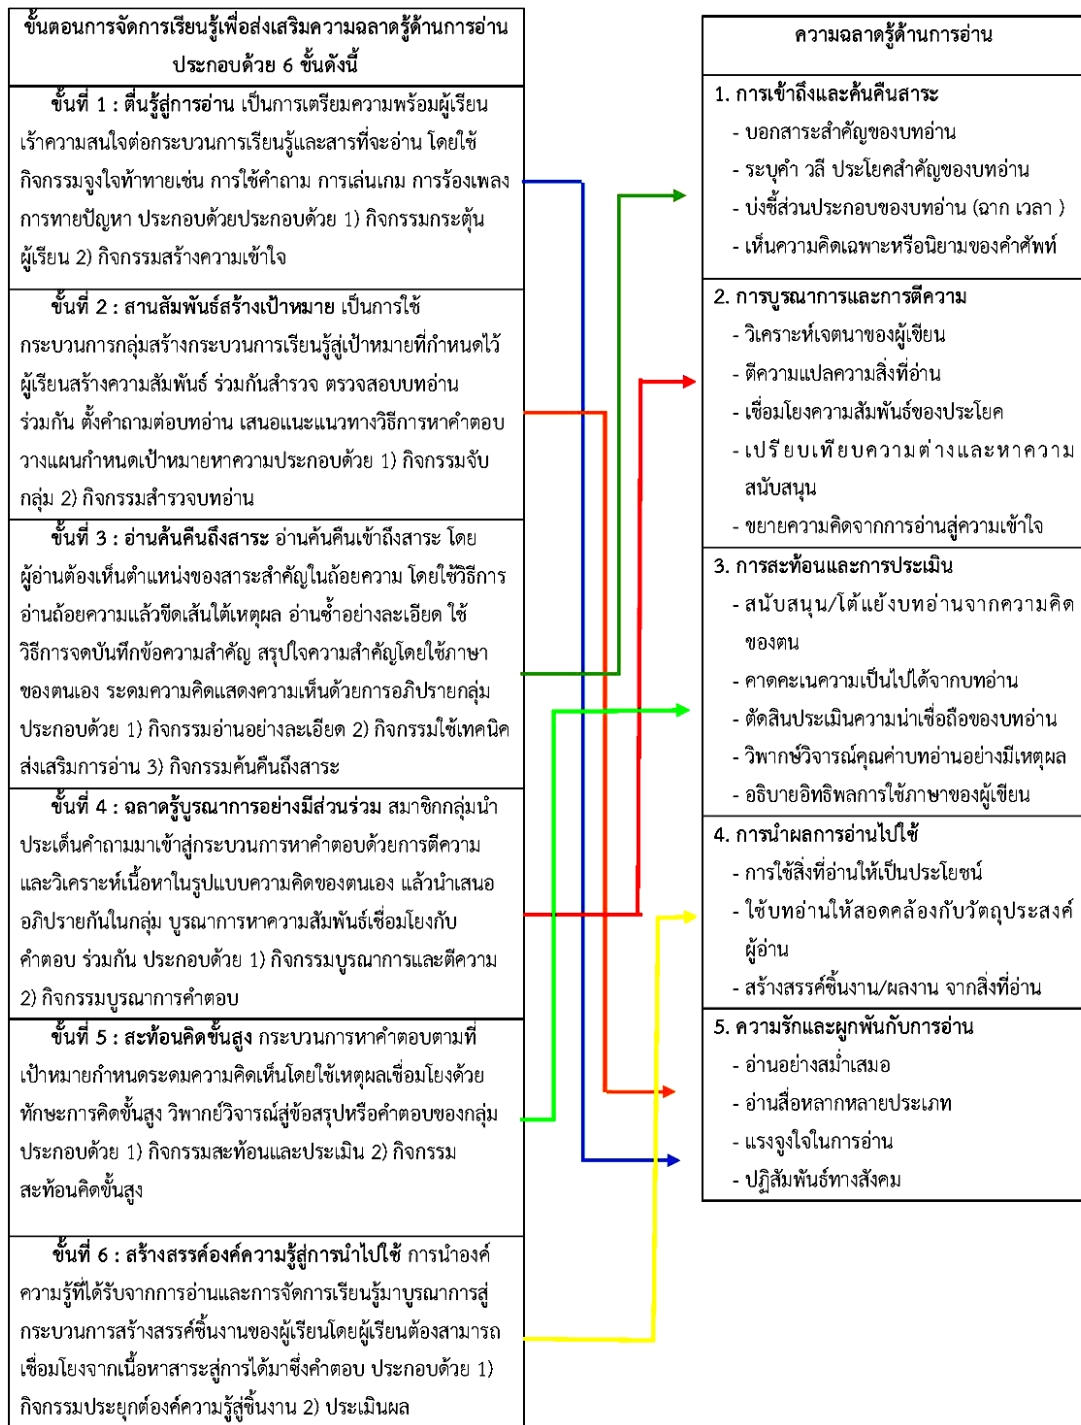 ขั้นตอนการจัดการเรียนรู้เพื่อส่งเสริมความฉลาดรู้ด้านการอ่าน
ประกอบด้วย 6 ขั้นดังนี้
ขั้นที่ 1 : ตื่นรู้สู่การอ่าน เป็นการเตรียมความพร้อมผู้เรียน
เร้าความสนใจต่อกระบวนการเรียนรู้และสารที่จะอ่าน โดยใช้
กิจกรรมจูงใจท้าทายเช่น การใช้คำถาม การเล่นเกม การร้องเพลง
การทายปัญหา ประกอบด้วยประกอบด้วย 1) กิจกรรมกระตุ้น
ผู้เรียน 2) กิจกรรมสร้างความเข้าใจ
ขั้นที่ 2 : สานสัมพันธ์สร้างเป้าหมาย เป็นการใช้
กระบวนการกลุ่มสร้างกระบวนการเรียนรู้สู่เป้าหมายที่กำหนดไว้
ผู้เรียนสร้างความสัมพันธ์ ร่วมกันสำรวจ ตรวจสอบบทอ่าน
ร่วมกัน ตั้งคำถามต่อบทอ่าน เสนอแนะแนวทางวิธีการหาคำตอบ
วางแผนกำหนดเป้าหมายหาความประกอบด้วย 1) กิจกรรมจับ
กลุ่ม 2) กิจกรรมสำรวจบทอ่าน
ขั้นที่ 3 : อ่านค้นคืนถึงสาระ อ่านค้นคืนเข้าถึงสาระ โดย
ผู้อ่านต้องเห็นตำแหน่งของสาระสำคัญในถ้อยความ โดยใช้วิธีการ
อ่านถ้อยความแล้วขีดเส้นใต้เหตุผล อ่านซ้ำอย่างละเอียด ใช้
วิธีการจดบันทึกข้อความสำคัญ สรุปใจความสำคัญโดยใช้ภาษา
ของตนเอง ระดมความคิดแสดงความเห็นด้วยการอภิปรายกลุ่ม
ประกอบด้วย 1) กิจกรรมอ่านอย่างละเอียด 2) กิจกรรมใช้เทคนิค
ส่งเสริมการอ่าน 3) กิจกรรมค้นคืนถึงสาระ
ขั้นที่ 4 : ฉลาดรู้บูรณาการอย่างมีส่วนร่วม สมาชิกกลุ่มนำ
ประเด็นคำถามมาเข้าสู่กระบวนการหาคำตอบด้วยการตีความ
และวิเคราะห์เนื้อหาในรูปแบบความคิดของตนเอง แล้วนำเสนอ
อภิปรายกันในกลุ่ม บูรณาการหาความสัมพันธ์เชื่อมโยงกับ
คำตอบ ร่วมกัน ประกอบด้วย 1) กิจกรรมบูรณาการและตีความ
2) กิจกรรมบูรณาการคำตอบ
ขั้นที่ 5 : สะท้อนคิดขั้นสูง กระบวนการหาคำตอบตามที่
เป้าหมายกำหนดระดมความคิดเห็นโดยใช้เหตุผลเชื่อมโยงด้วย
ทักษะการคิดขั้นสูง วิพากย์วิจารณ์สู่ข้อสรุปหรือคำตอบของกลุ่ม
ประกอบด้วย 1) กิจกรรมสะท้อนและประเมิน 2) กิจกรรม
สะท้อนคิดขั้นสูง
ขั้นที่ 6 : สร้างสรรค์องค์ความรู้สู่การนำไปใช้ การนำองค์
ความรู้ที่ได้รับจากการอ่านและการจัดการเรียนรู้มาบูรณาการสู่
กระบวนการสร้างสรรค์ชิ้นงานของผู้เรียนโดยผู้เรียนต้องสามารถ
เชื่อมโยงจากเนื้อหาสาระสู่การได้มาซึ่งคำตอบ ประกอบด้วย 1)
กิจกรรมประยุกต์องค์ความรู้สู่ชิ้นงาน 2) ประเมินผล
ความฉลาดรู้ด้านการอ่าน
1. การเข้าถึงและค้นคืนสาระ
- บอกสาระสำคัญของบทอ่าน
- ระบุคำ วลี ประโยคสำคัญของบทอ่าน
- บ่งชี้ส่วนประกอบของบทอ่าน (ฉาก เวลา )
- เห็นความคิดเฉพาะหรือนิยามของคำศัพท์
2. การบูรณาการและการตีความ
- วิเคราะห์เจตนาของผู้เขียน
- ตีความแปลความสิ่งที่อ่าน
- เชื่อมโยงความสัมพันธ์ของประโยค
- เปรียบเทียบความต่างและหาความ
สนับสนุน
- ขยายความคิดจากการอ่านสู่ความเข้าใจ
3. การสะท้อนและการประเมิน
- สนับสนุน/โต้แย้งบทอ่านจากความคิด
ของตน
- คาดคะเนความเป็นไปได้จากบทอ่าน
- ตัดสินประเมินความน่าเชื่อถือของบทอ่าน
- วิพากษ์วิจารณ์คุณค่าบทอ่านอย่างมีเหตุผล
- อธิบายอิทธิพลการใช้ภาษาของผู้เขียน
4. การนำผลการอ่านไปใช้
- การใช้สิ่งที่อ่านให้เป็นประโยชน์
- ใช้บทอ่านให้สอดคล้องกับวัตถุประสงค์
ผู้อ่าน
- สร้างสรรค์ชิ้นงาน/ผลงาน จากสิ่งที่อ่าน
5. ความรักและผูกพันกับการอ่าน
- อ่านอย่างสม่ำเสมอ
- อ่านสื่อหลากหลายประเภท
- แรงจูงใจในการอ่าน
- ปฏิสัมพันธ์ทางสังคม